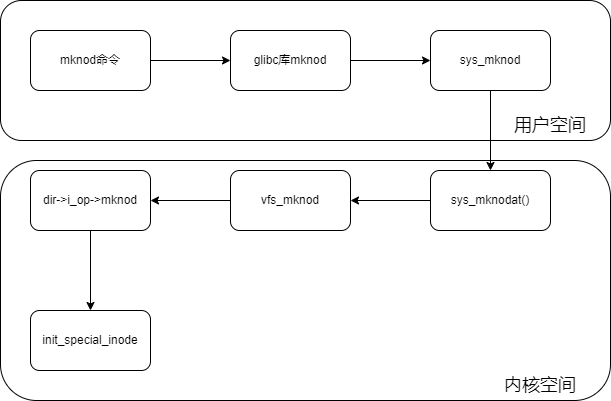 mknod命令
glibc库mknod
sys_mknod
用户空间
dir->i_op->mknod
vfs_mknod
sys_mknodat()
init_special_inode
内核空间